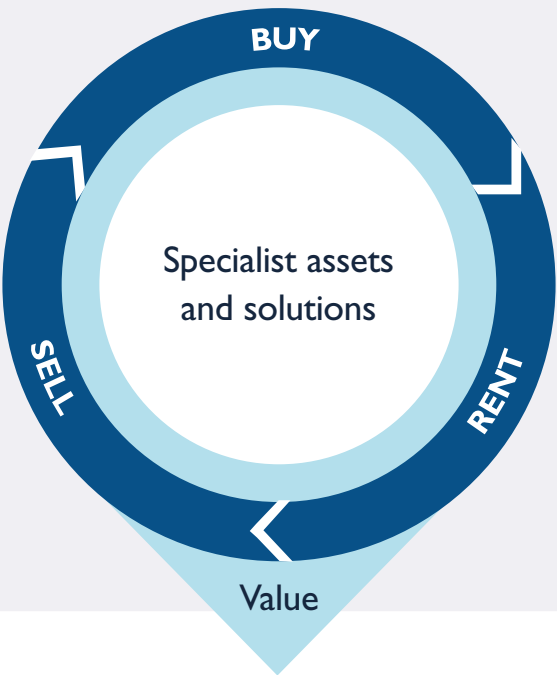 BUY
Specialist assets
and solutions
SELL
RENT
Value